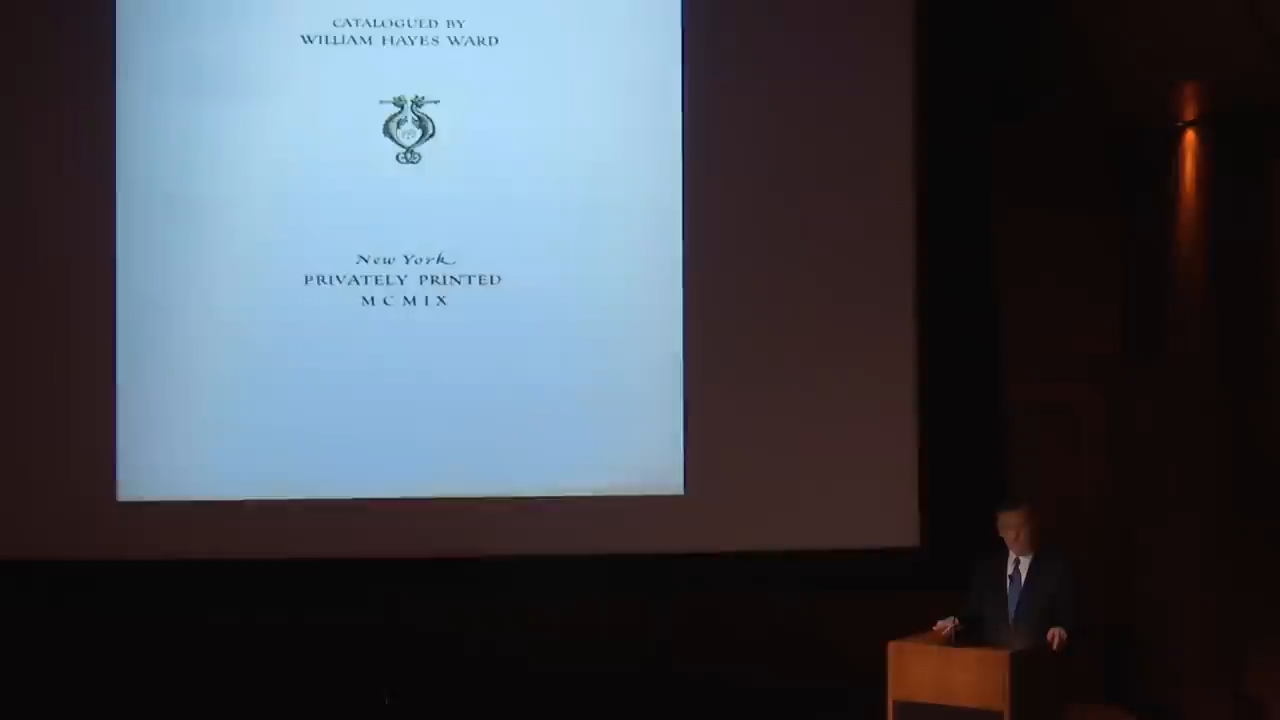 CATALOGUED BY
WILLIAM HAYES WARD
New York
PRIVATELY PRINTED
MCMIX